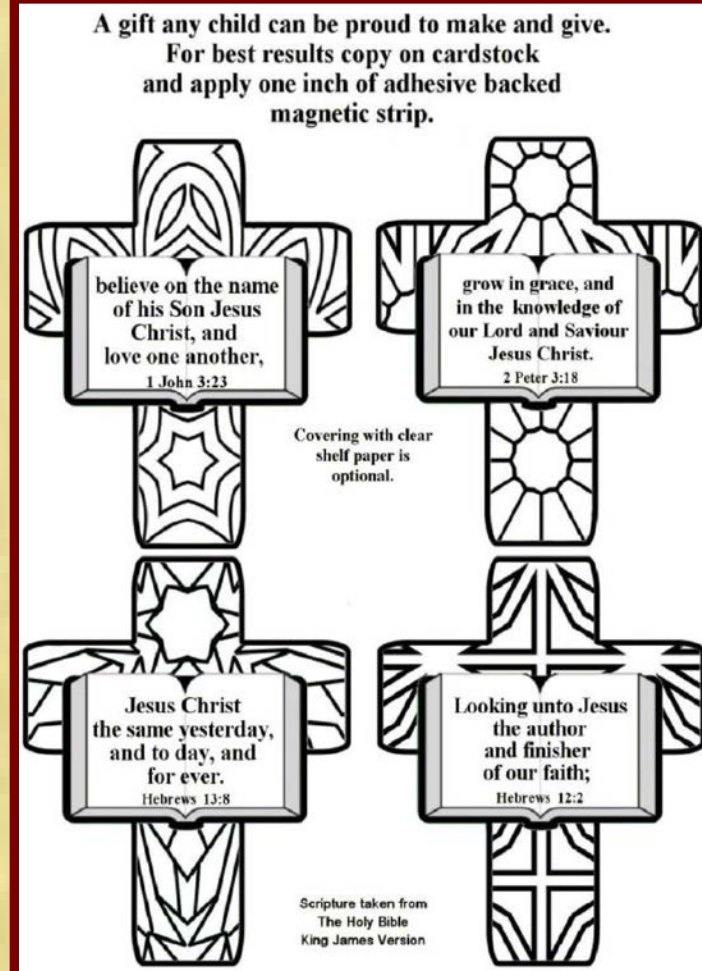 A gift any child can be proud to make and give.
For best results copy on cardstock
and apply one inch of adhesive backed
magnetic strip.
believe on the name
of his Son Jesus
Christ, and
love one another,
1 John 3:23
grow in grace, and
in the knowledge of
our Lord and Saviour
Jesus Christ.
2 Peter 3:18
Covering with clear
shelf paper is
optional.
Jesus Christ
the same yesterday,
and to day, and
for ever.
Hebrews 13:8
Looking unto Jesus
the author
and finisher
of our faith;
Hebrews 12:2
Scripture taken from
The Holy Bible
King James Version